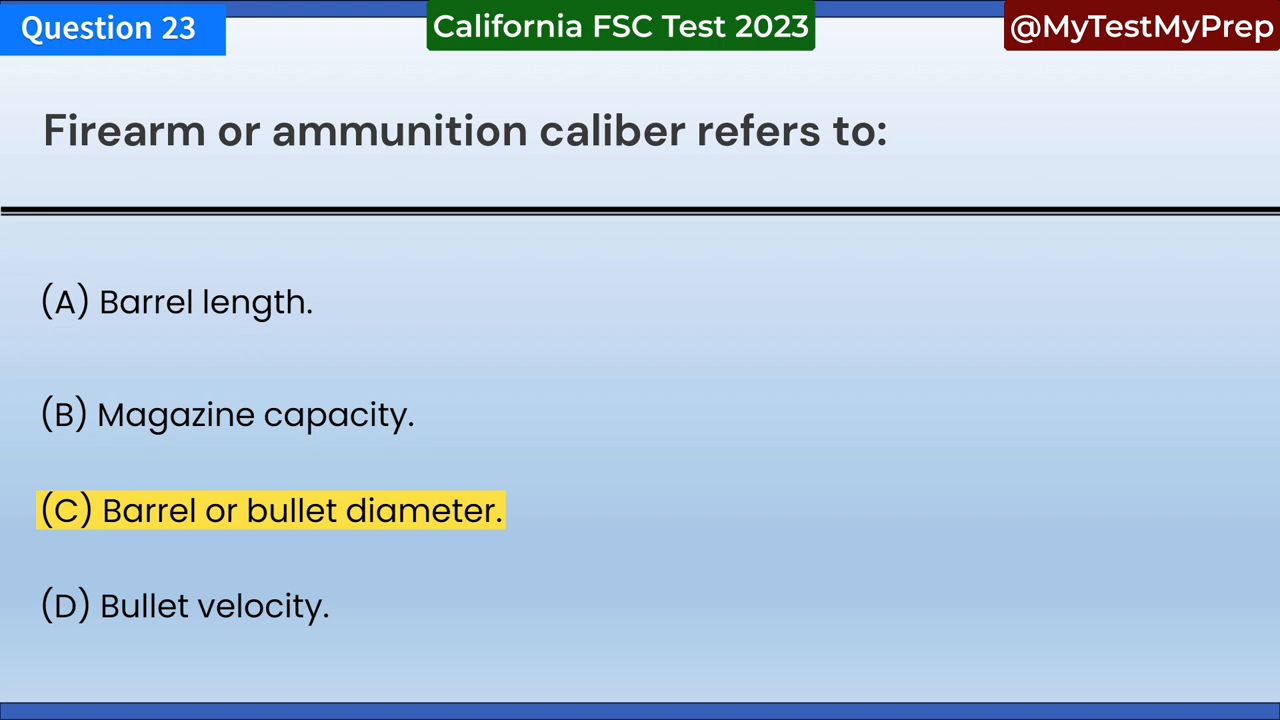 Question 23
California FSC Test 2023
@MyTestMyPrep
Firearm or ammunition caliber refers to:
(A) Barrel length.
(B) Magazine capacity.
(C) Barrel or bullet diameter.
(D) Bullet velocity.